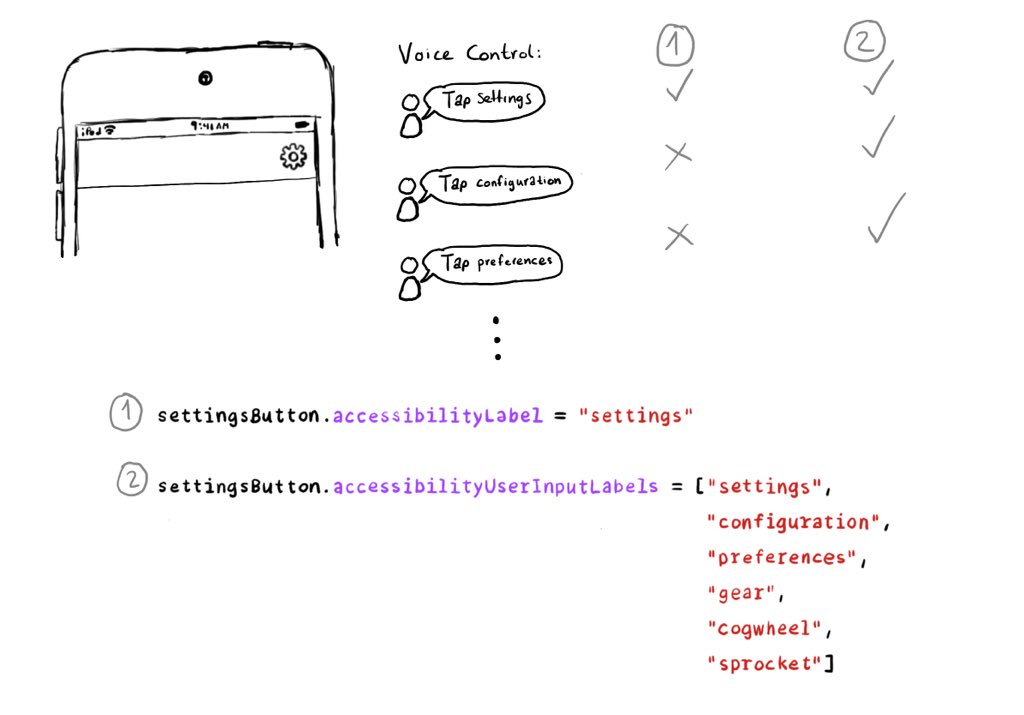 Voice Control:
1
2
Tap settings
iPod
9:41 AM
Tap configuration
Tap preferences
1 settingsButton.accessibilityLabel = "settings"
2 settingsButton.accessibilityUserInputLabels = ["settings",
"configuration",
"preferences",
"gear",
"cogwheel",
"sprocket"]